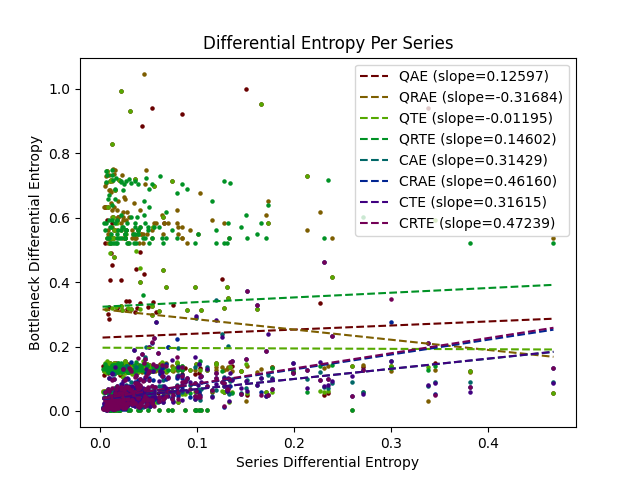 Differential Entropy Per Series
QAE (slope=0.12597)
QRAE (slope=-0.31684)
QTE (slope=-0.01195)
QRTE (slope=0.14602)
CAE (slope=0.31429)
CRAE (slope=0.46160)
CTE (slope=0.31615)
CRTE (slope=0.47239)
1.0
0.8
0.6
0.4
0.2
0.0
Bottleneck Differential Entropy
0.0 0.1 0.2 0.3 0.4
Series Differential Entropy